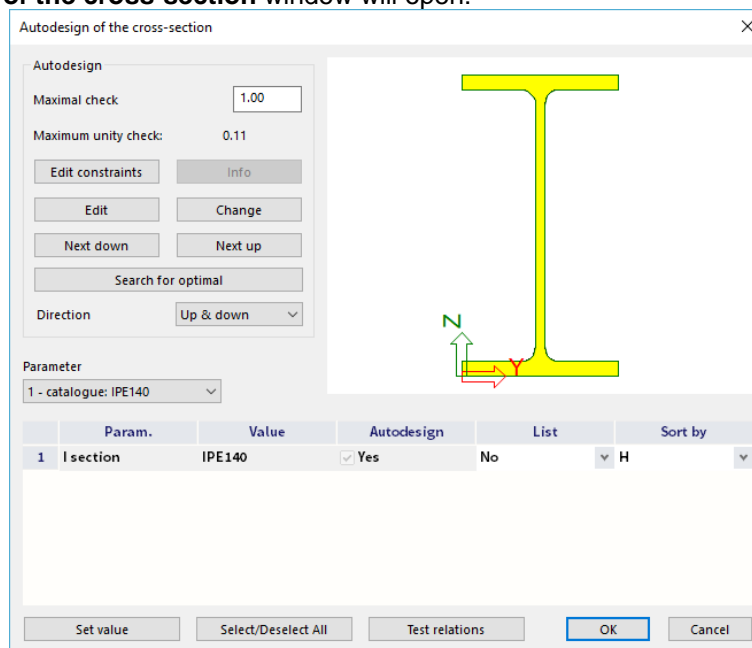 of the cross-section window will open.
Autodesign of the cross-section
Autodesign
Maximal check 1.00
Maximum unity check: 0.11
Edit constraints Info
Edit Change
Next down Next up
Search for optimal
Direction Up & down
Parameter
1 - catalogue: IPE140
Z
Y
Param. Value Autodesign List Sort by
1 I section IPE140 Yes No H
Set value Select/Deselect All Test relations OK Cancel